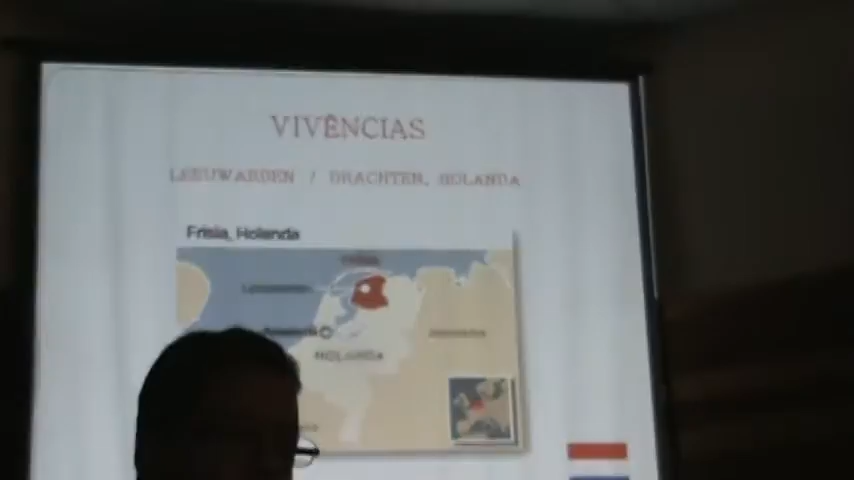 VIVÊNCIAS
LEEUWARDEN / DRACHTEN, HOLANDA
Frísia, Holanda
HOLANDA